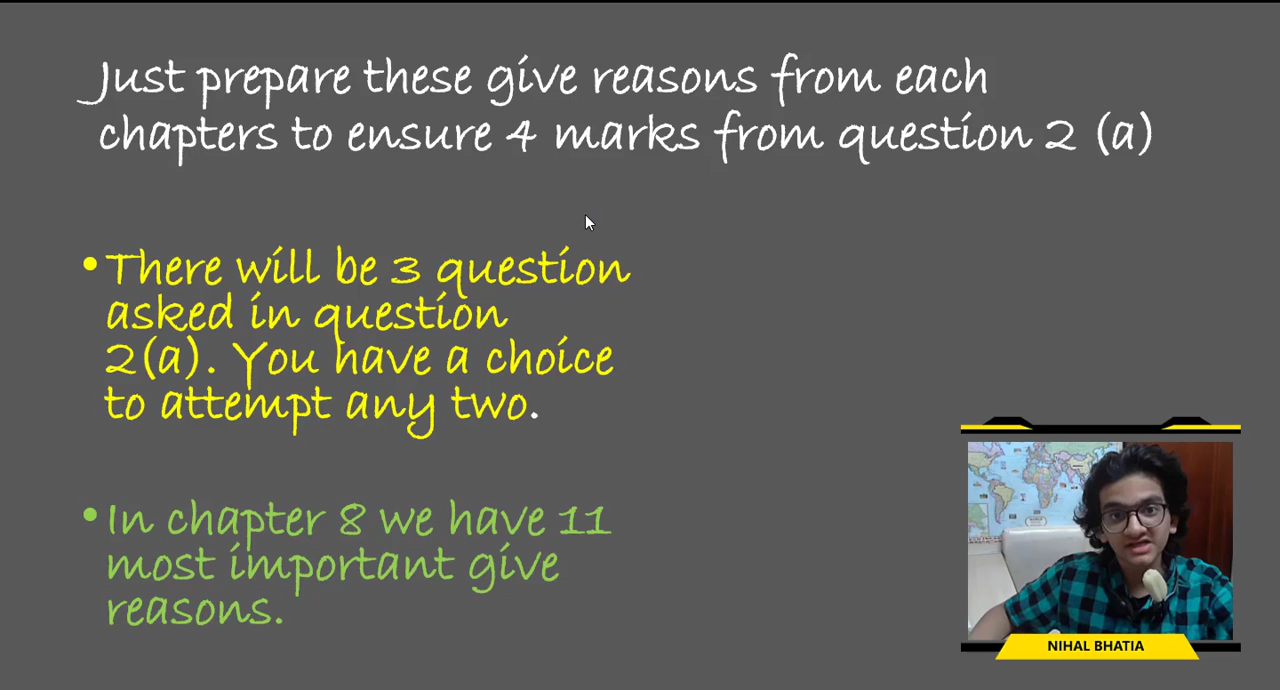 Just prepare these give reasons from each
chapters to ensure 4 marks from question 2 (a)
•There will be 3 question
asked in question
2(a). You have a choice
to attempt any two.
•In chapter 8 we have 11
most important give
reasons.
NIHAL BHATIA